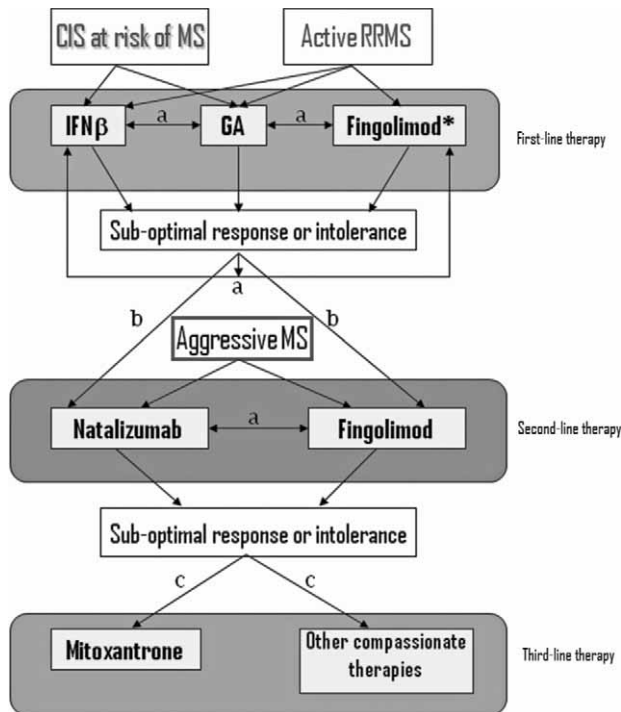 CIS at risk of MS
Active RRMS
IFNβ
a
GA
a
Fingolimod*
First-line therapy
Sub-optimal response or intolerance
a
b
b
Aggressive MS
Natalizumab
a
Fingolimod
Second-line therapy
Sub-optimal response or intolerance
c
c
Mitoxantrone
Other compassionate
therapies
Third-line therapy